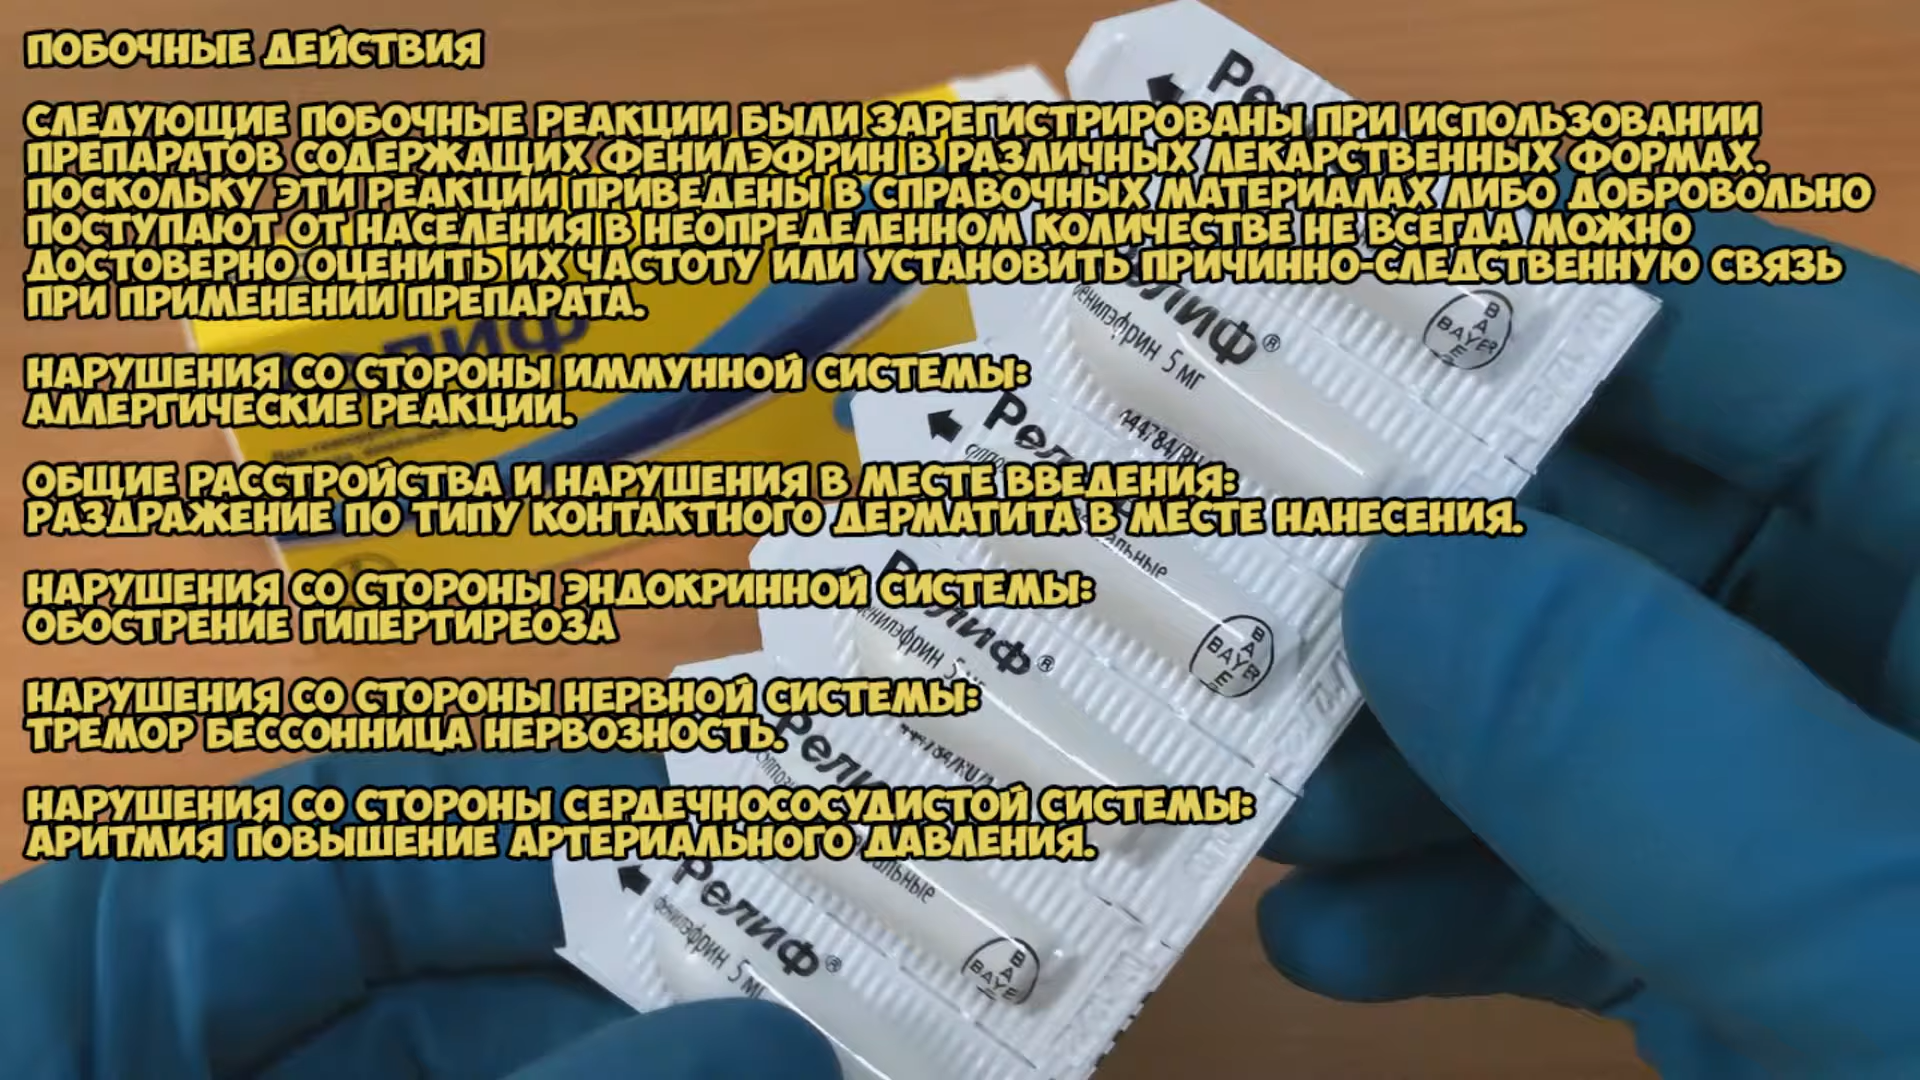 ПОБОЧНЫЕ ДЕЙСТВИЯ
СЛЕДУЮЩИЕ ПОБОЧНЫЕ РЕАКЦИИ БЫЛИ ЗАРЕГИСТРИРОВАНЫ ПРИ ИСПОЛЬЗОВАНИИ
ПРЕПАРАТОВ СОДЕРЖАЩИХ ФЕНИЛЭФРИН В РАЗЛИЧНЫХ ЛЕКАРСТВЕННЫХ ФОРМАХ.
ПОСКОЛЬКУ ЭТИ РЕАКЦИИ ПРИВЕДЕНЫ В СПРАВОЧНЫХ МАТЕРИАЛАХ ЛИБО ДОБРОВОЛЬНО
ПОСТУПАЮТ ОТ НАСЕЛЕНИЯ В НЕОПРЕДЕЛЕННОМ КОЛИЧЕСТВЕ НЕ ВСЕГДА МОЖНО
ДОСТОВЕРНО ОЦЕНИТЬ ИХ ЧАСТОТУ ИЛИ УСТАНОВИТЬ ПРИЧИННО-СЛЕДСТВЕННУЮ СВЯЗЬ
ПРИ ПРИМЕНЕНИИ ПРЕПАРАТА.
НАРУШЕНИЯ СО СТОРОНЫ ИММУННОЙ СИСТЕМЫ:
АЛЛЕРГИЧЕСКИЕ РЕАКЦИИ.
ОБЩИЕ РАССТРОЙСТВА И НАРУШЕНИЯ В МЕСТЕ ВВЕДЕНИЯ:
РАЗДРАЖЕНИЕ ПО ТИПУ КОНТАКТНОГО ДЕРМАТИТА В МЕСТЕ НАНЕСЕНИЯ.
НАРУШЕНИЯ СО СТОРОНЫ ЭНДОКРИННОЙ СИСТЕМЫ:
ОБОСТРЕНИЕ ГИПЕРТИРЕОЗА
НАРУШЕНИЯ СО СТОРОНЫ НЕРВНОЙ СИСТЕМЫ:
ТРЕМОР БЕССОННИЦА НЕРВОЗНОСТЬ.
НАРУШЕНИЯ СО СТОРОНЫ СЕРДЕЧНОСОСУДИСТОЙ СИСТЕМЫ:
АРИТМИЯ ПОВЫШЕНИЕ АРТЕРИАЛЬНОГО ДАВЛЕНИЯ.
Релиф®
фенилэфрин 5 мг
BAYER
Релиф®
фенилэфрин
BAYER
Релиф®
фенилэфрин 5 мг
BAYER